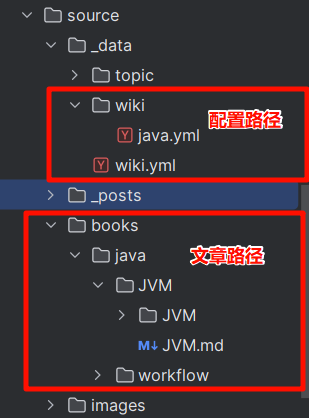 source
_data
topic
wiki
配置路径
java.yml
wiki.yml
_posts
books
java
文章路径
JVM
JVM
M↓ JVM.md
workflow
images